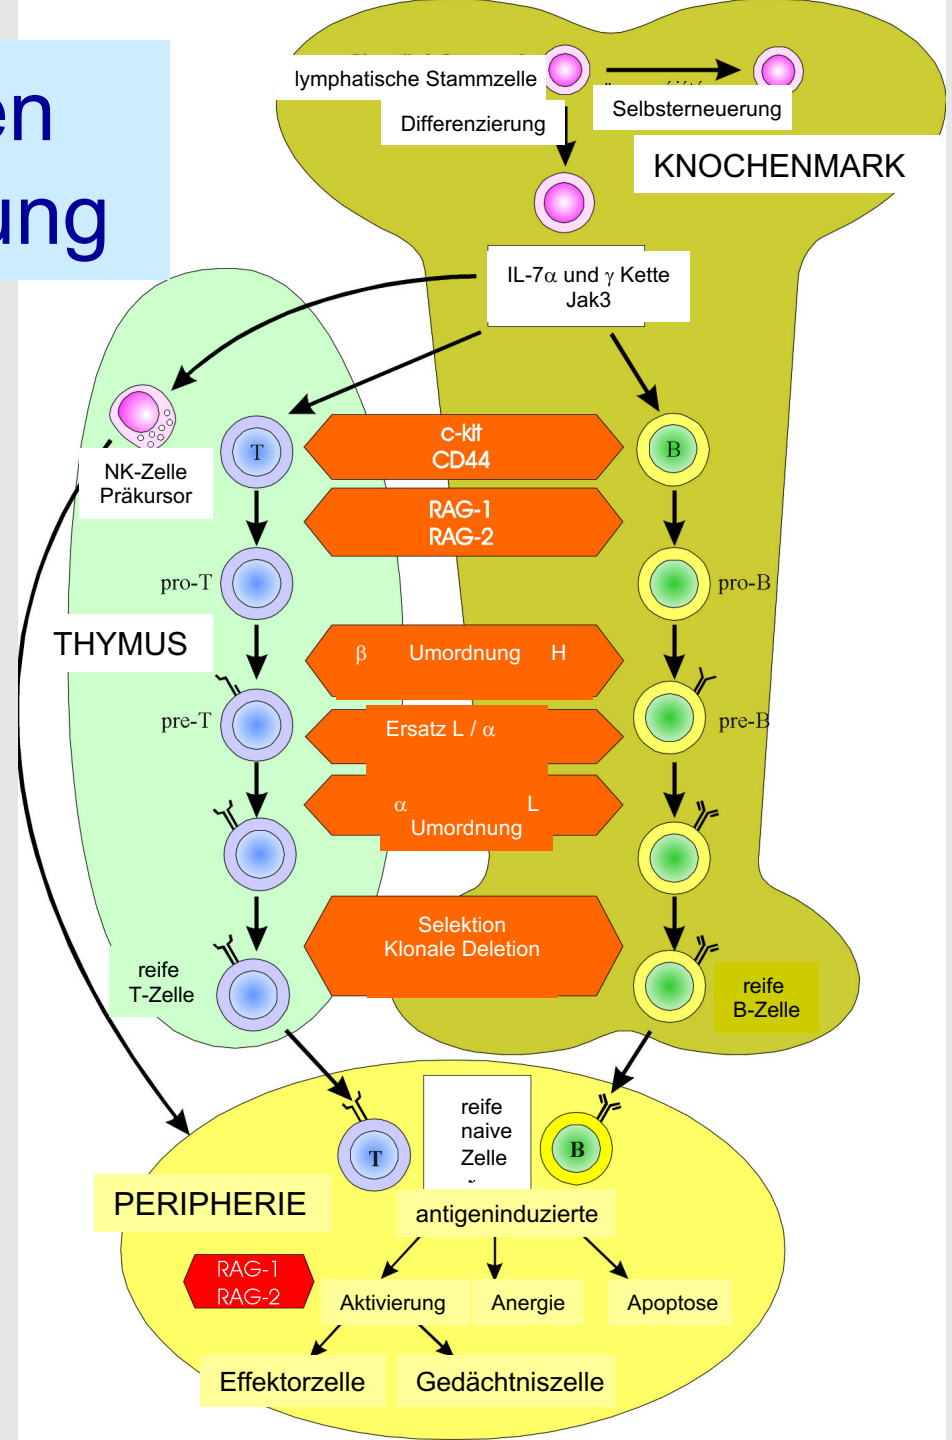 en
ung
lymphatische Stammzelle
Selbsterneuerung
Differenzierung
KNOCHENMARK
IL-7α und γ Kette
Jak3
T
c-kit
CD44
B
NK-Zelle
Präkursor
RAG-1
RAG-2
pro-T
pro-B
THYMUS
β Umordnung H
pre-T
Ersatz L / α
pre-B
α L
Umordnung
Selektion
Klonale Deletion
reife
T-Zelle
reife
B-Zelle
reife
naive
Zelle
T
B
PERIPHERIE
antigeninduzierte
RAG-1
RAG-2
Aktivierung
Anergie
Apoptose
Effektorzelle
Gedächtniszelle